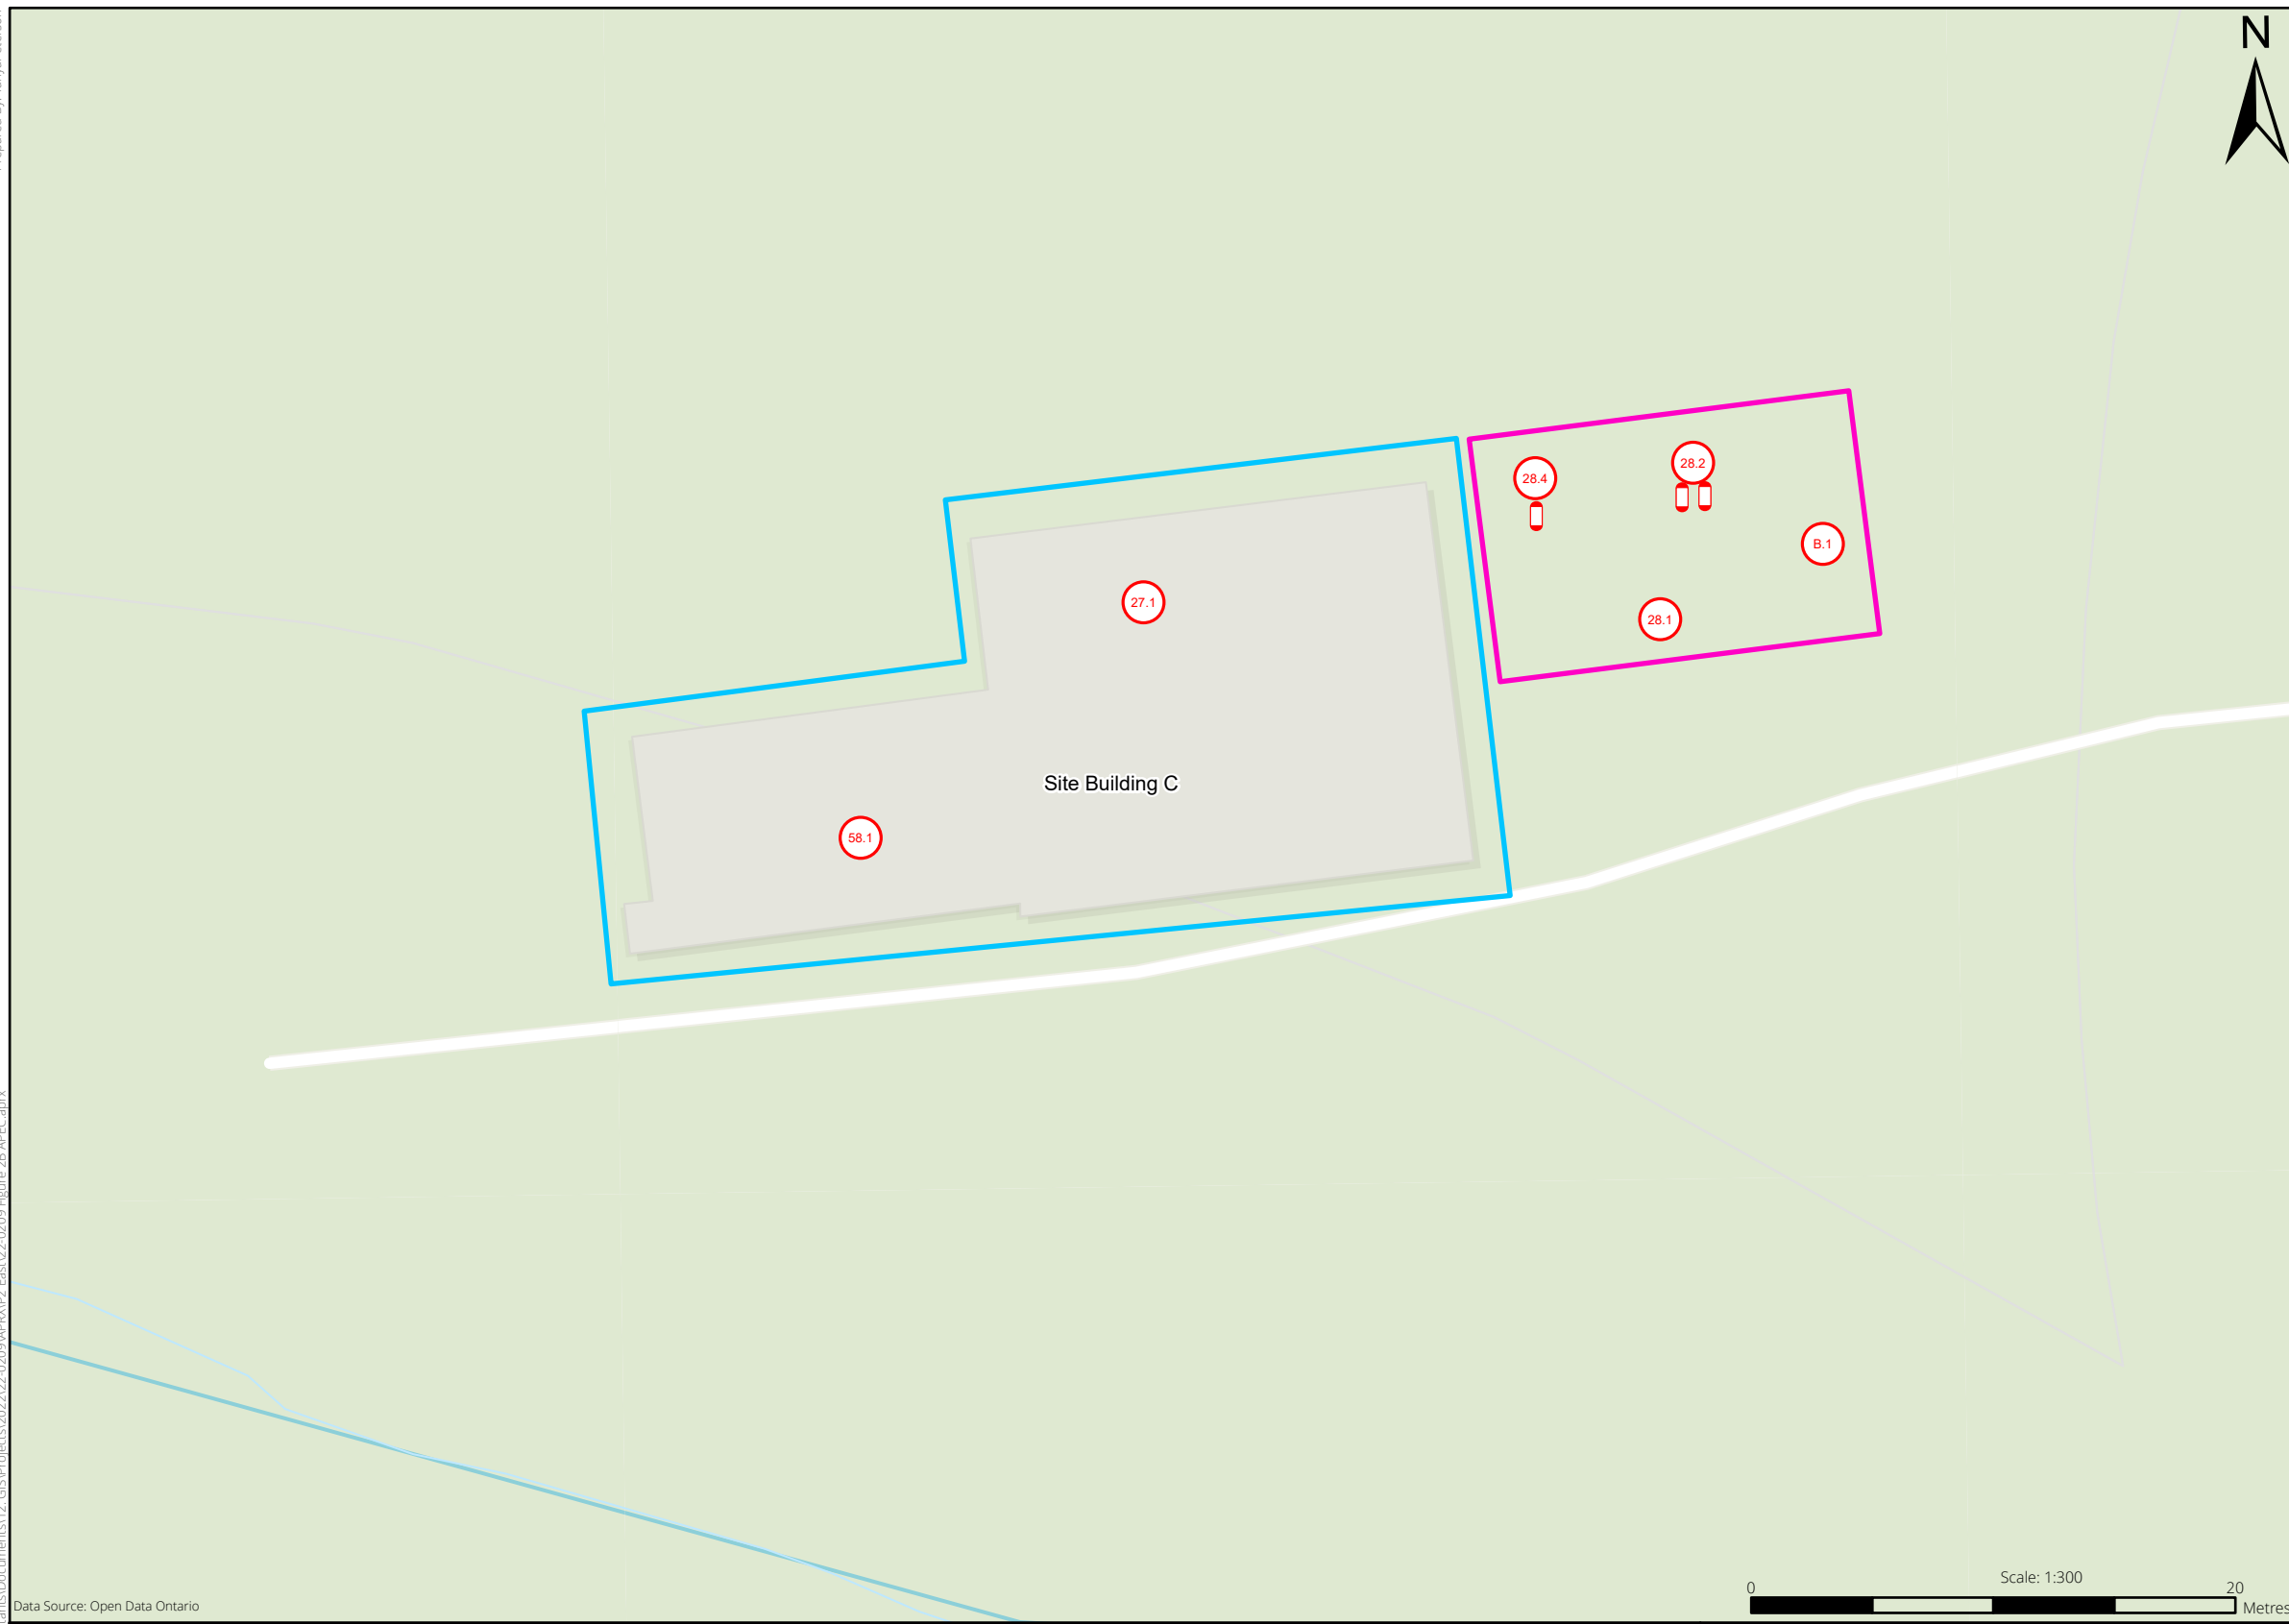 N
28.4
28.2
B.1
27.1
28.1
Site Building C
58.1
Scale: 1:300
0
20
Metres
Data Source: Open Data Ontario